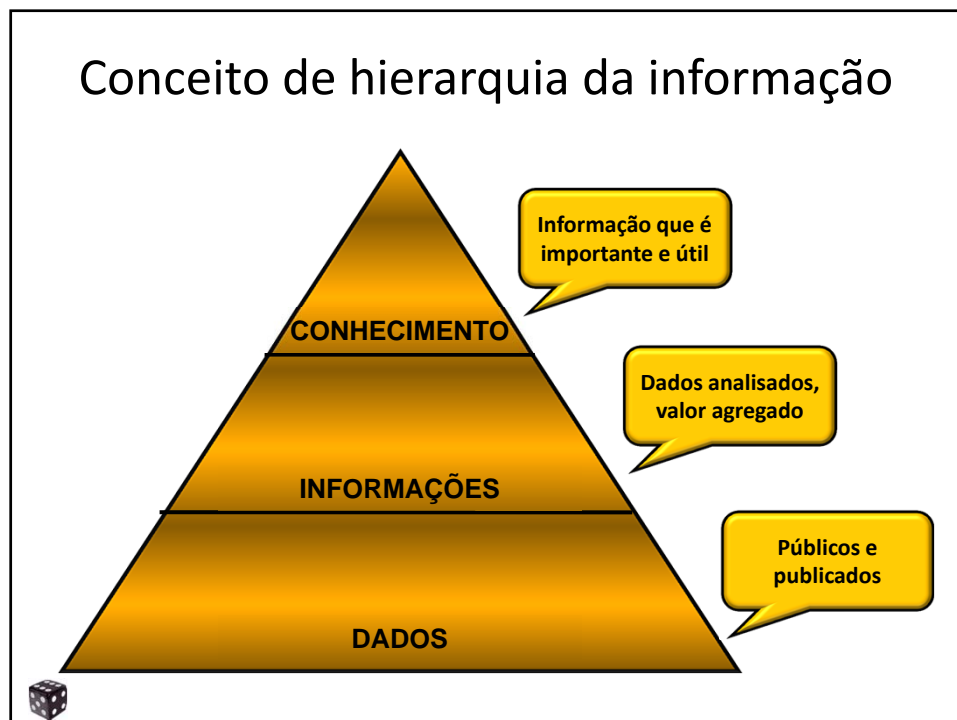 Conceito de hierarquia da informação
Informação que é
importante e útil
CONHECIMENTO
Dados analisados,
valor agregado
INFORMAÇÕES
Públicos e
publicados
DADOS